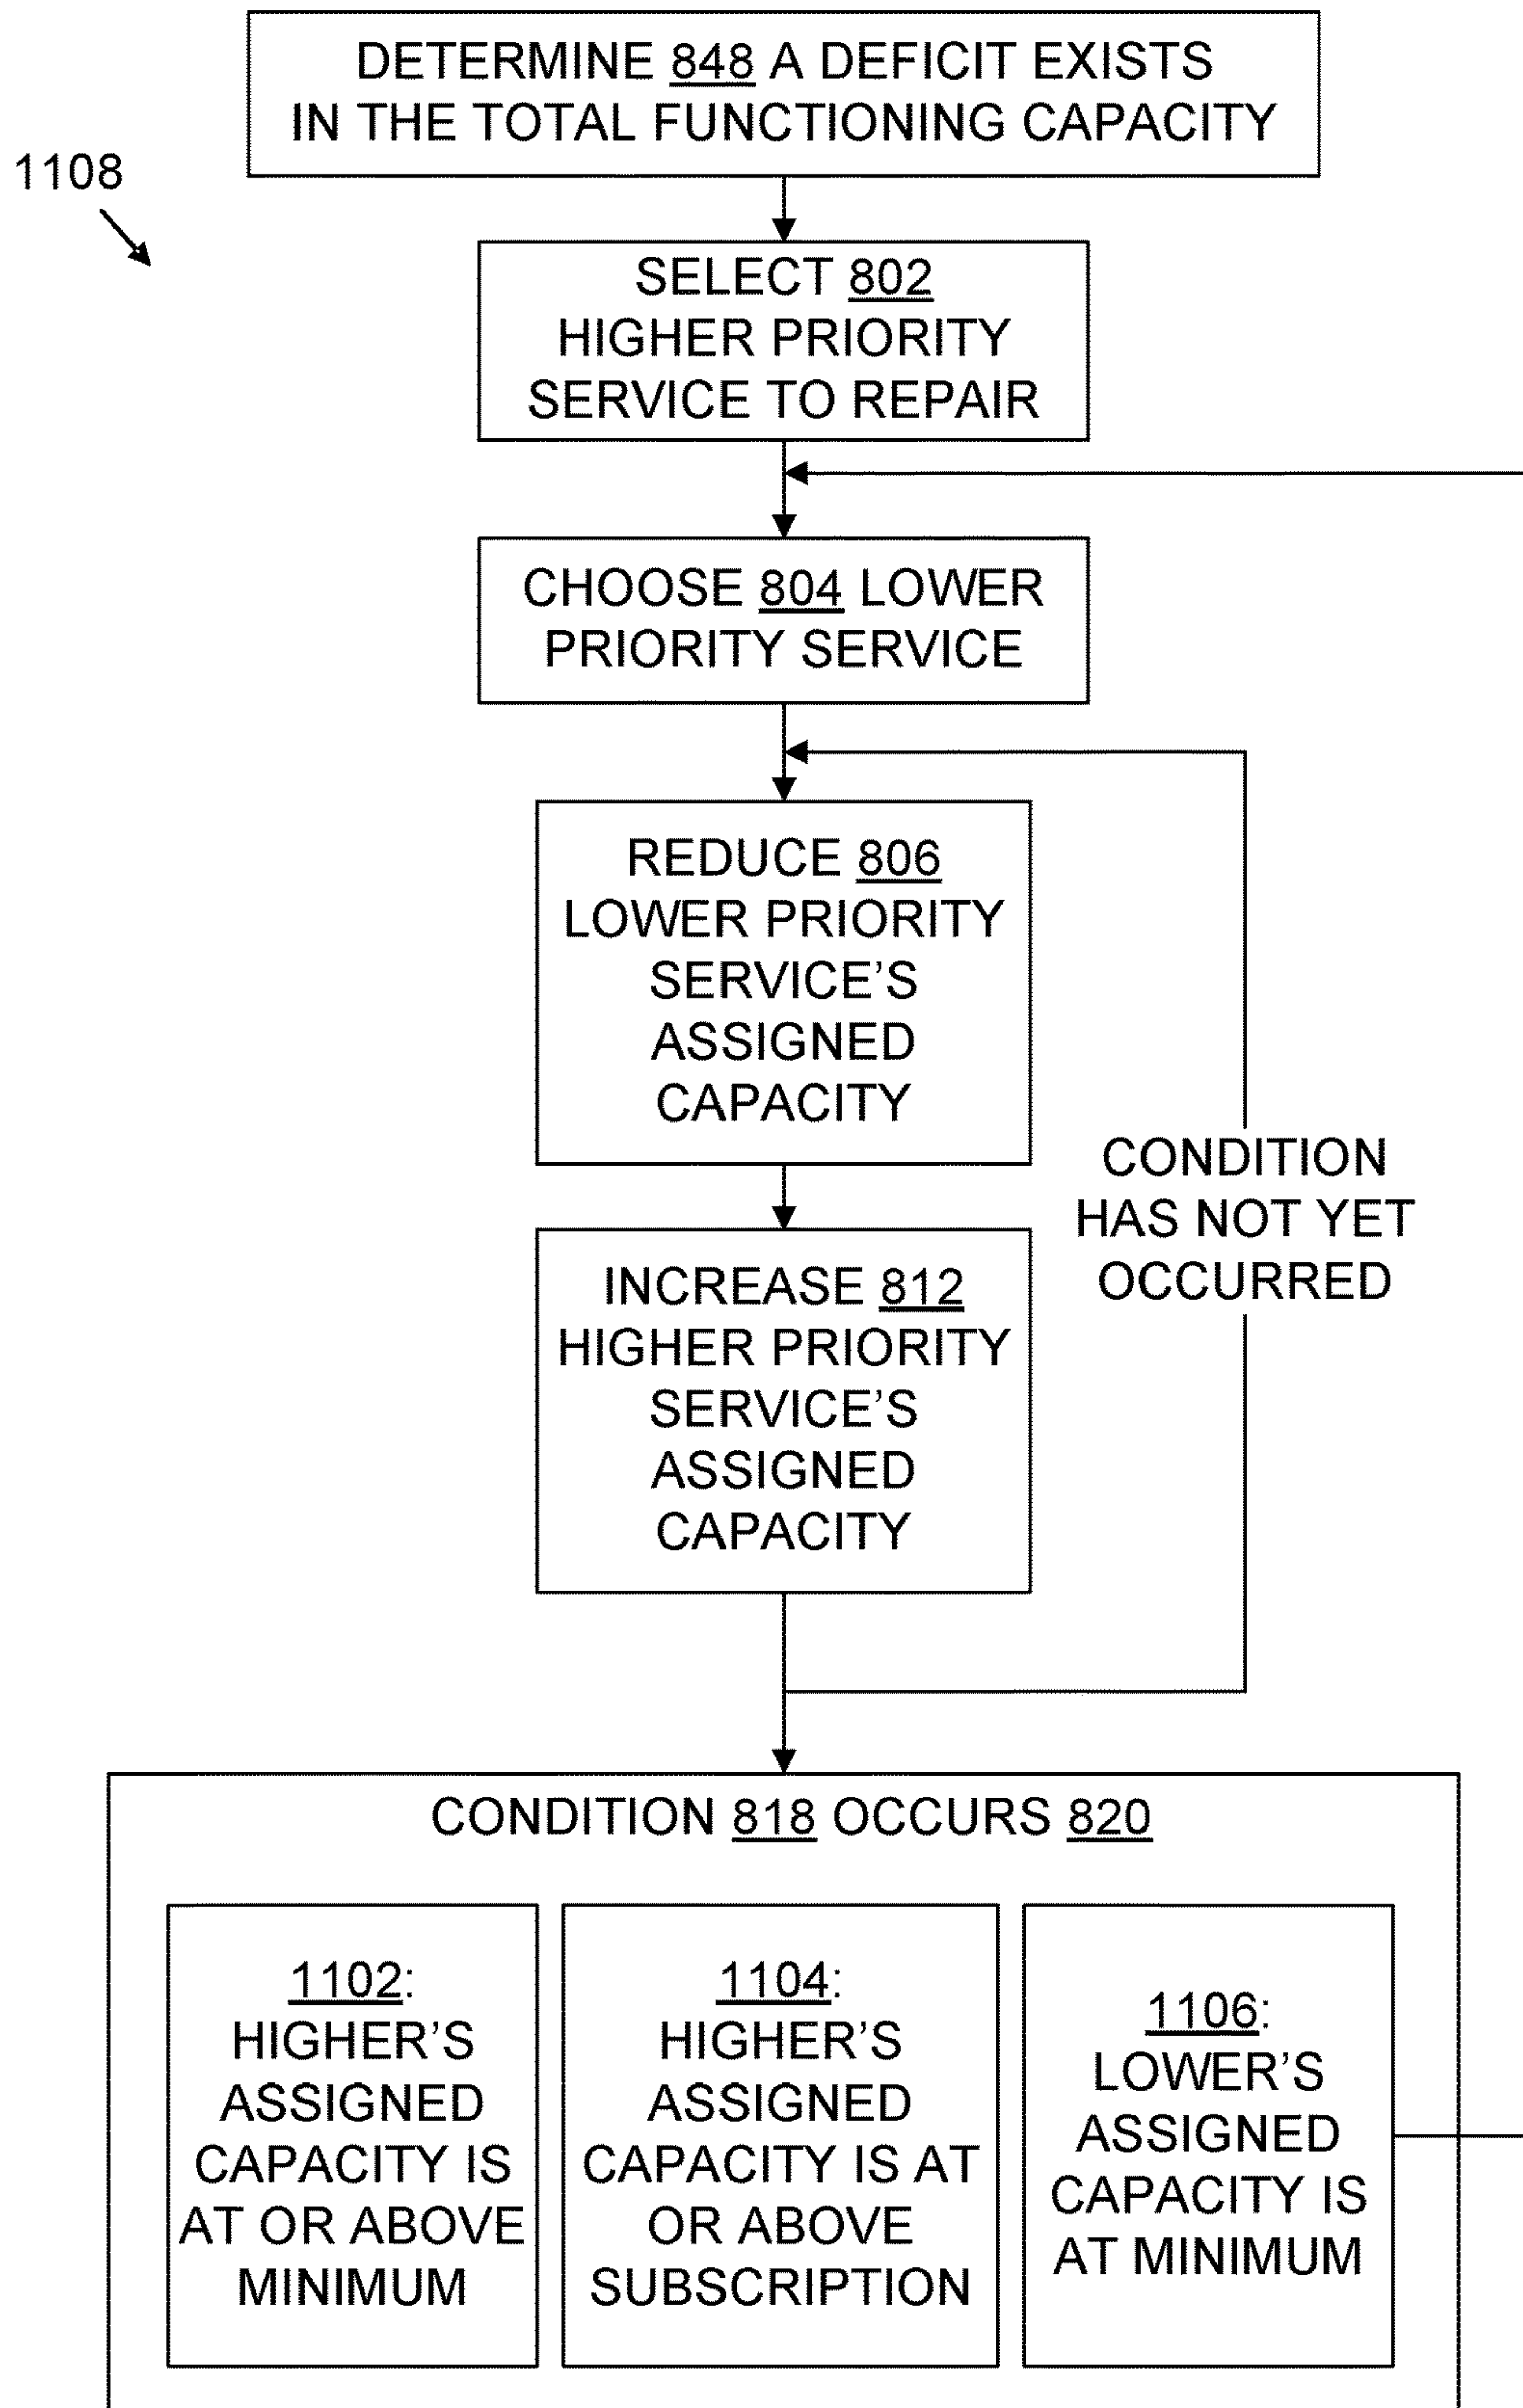 DETERMINE 848 A DEFICIT EXISTS
IN THE TOTAL FUNCTIONING CAPACITY
1108
SELECT 802
HIGHER PRIORITY
SERVICE TO REPAIR
CHOOSE 804 LOWER
PRIORITY SERVICE
REDUCE 806
LOWER PRIORITY
SERVICE’S
ASSIGNED
CAPACITY
CONDITION
HAS NOT YET
OCCURRED
INCREASE 812
HIGHER PRIORITY
SERVICE’S
ASSIGNED
CAPACITY
CONDITION 818 OCCURS 820
1102:
HIGHER’S
ASSIGNED
CAPACITY IS
AT OR ABOVE
MINIMUM
1104:
HIGHER’S
ASSIGNED
CAPACITY IS AT
OR ABOVE
SUBSCRIPTION
1106:
LOWER’S
ASSIGNED
CAPACITY IS
AT MINIMUM